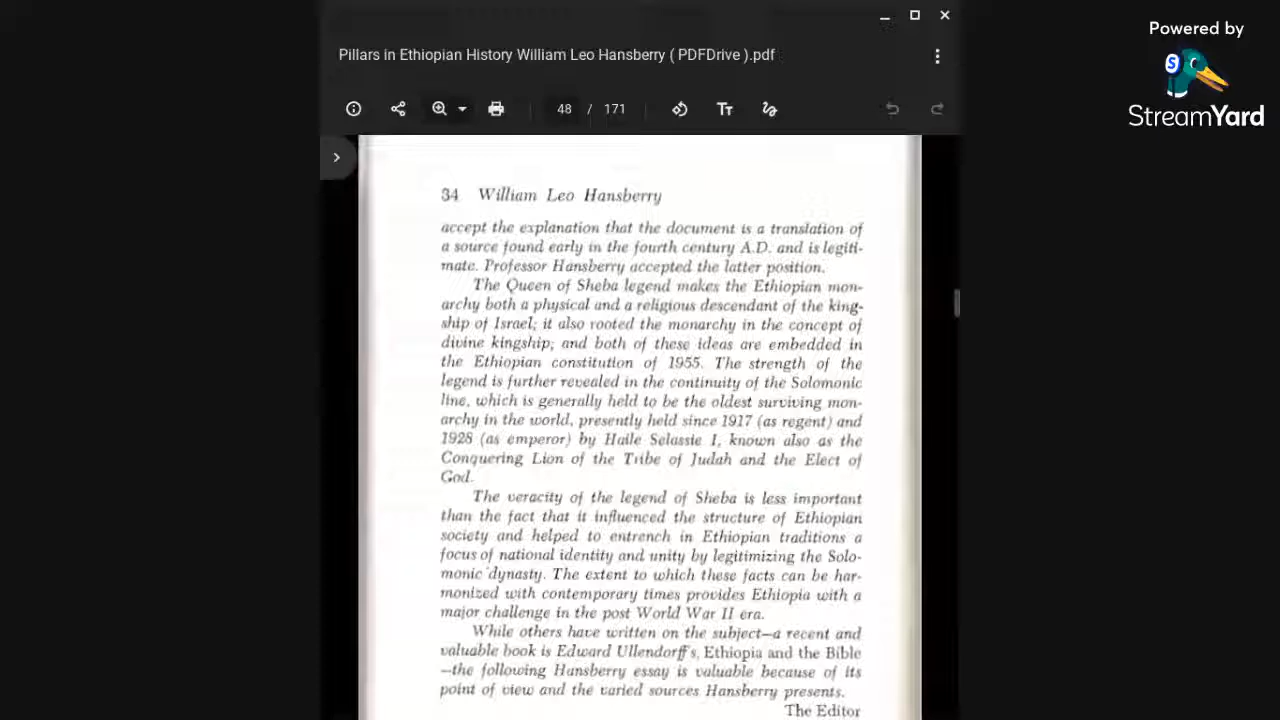 Powered by
StreamYard
Pillars in Ethiopian History William Leo Hansberry ( PDFDrive ).pdf
48 / 171
34 William Leo Hansberry
accept the explanation that the document is a translation of
a source found early in the fourth century A.D. and is legiti-
mate. Professor Hansberry accepted the latter position.
The Queen of Sheba legend makes the Ethiopian mon-
archy both a physical and a religious descendant of the king-
ship of Israel; it also rooted the monarchy in the concept of
divine kingship; and both of these ideas are embedded in
the Ethiopian constitution of 1955. The strength of the
legend is further revealed in the continuity of the Solomonic
line, which is generally held to be the oldest surviving mon-
archy in the world, presently held since 1917 (as regent) and
1928 (as emperor) by Haile Selassie I, known also as the
Conquering Lion of the Tribe of Judah and the Elect of
God.
The veracity of the legend of Sheba is less important
than the fact that it influenced the structure of Ethiopian
society and helped to entrench in Ethiopian traditions a
focus of national identity and unity by legitimizing the Solo-
monic dynasty. The extent to which these facts can be har-
monized with contemporary times provides Ethiopia with a
major challenge in the post World War II era.
While others have written on the subject—a recent and
valuable book is Edward Ullendorff's, Ethiopia and the Bible
—the following Hansberry essay is valuable because of its
point of view and the varied sources Hansberry presents.
The Editor